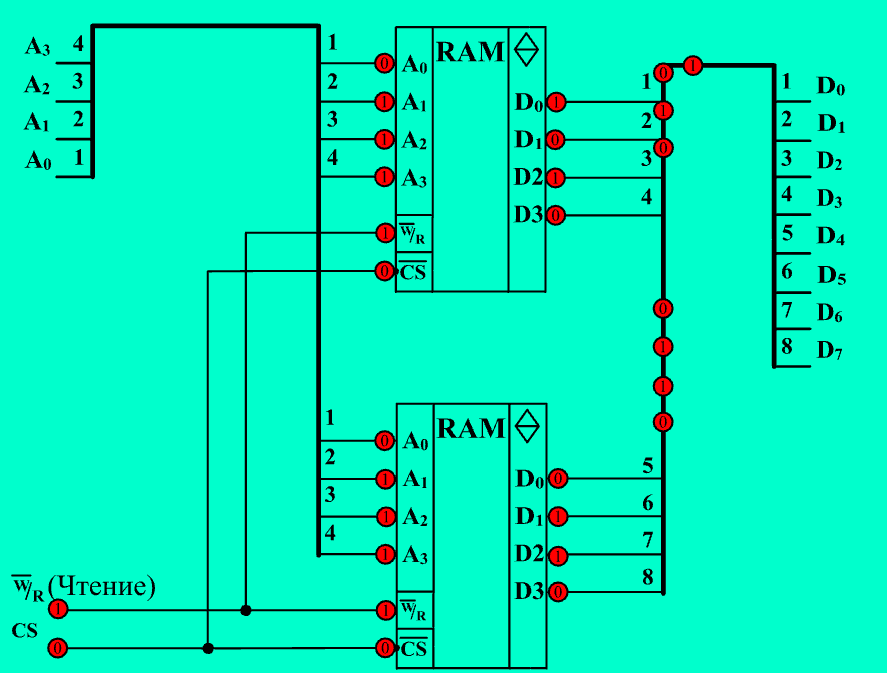 A₃ 4
A₂ 3
A₁ 2
A₀ 1
1
2
3
4
0 A₀ RAM
1 A₁
1 A₂
1 A₃
1 W̅/R
0 C̅S̅
D₀ 1
D₁ 0
D2 1
D3 0
1
2
3
4
0 1
1
0
0
1
1
0
1 D₀
2 D₁
3 D₂
4 D₃
5 D₄
6 D₅
7 D₆
8 D₇
1
2
3
4
0 A₀ RAM
1 A₁
1 A₂
1 A₃
1 W̅/R
0 C̅S̅
D₀ 0
D₁ 1
D2 1
D3 0
5
6
7
8
W̅/R (Чтение)
1
CS
0